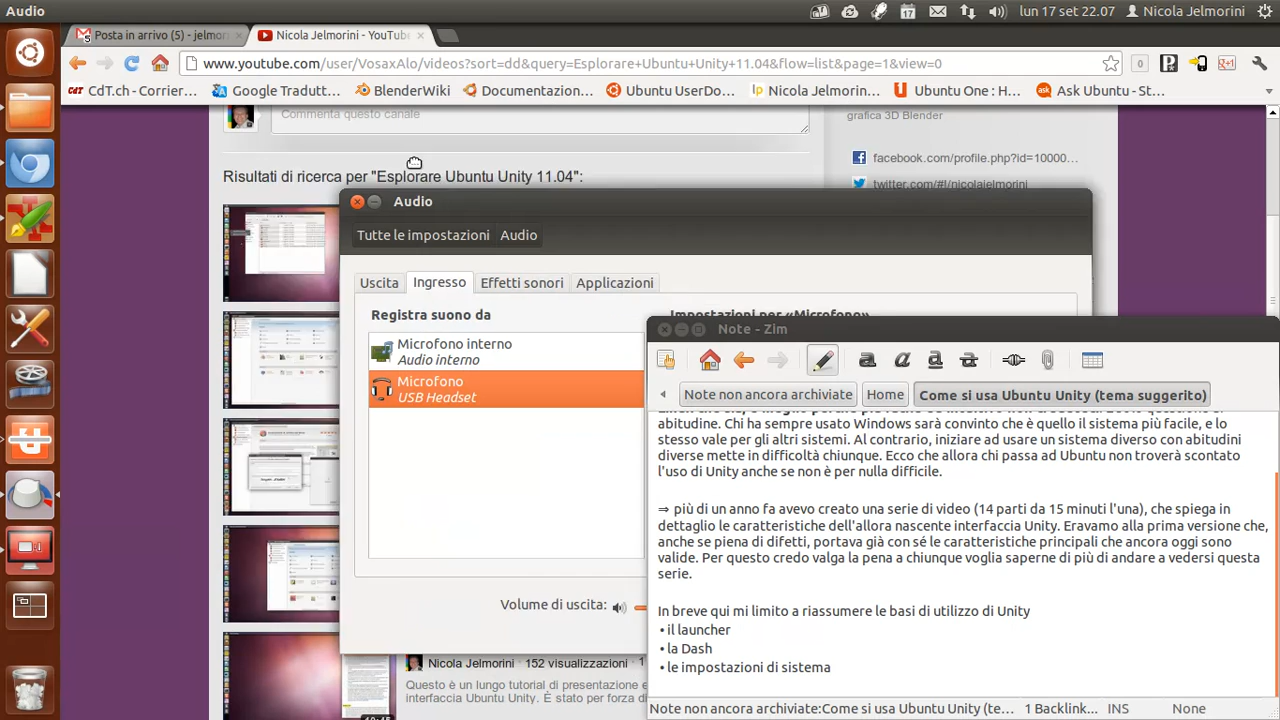 Audio
17
lun 17 set 22.07
Nicola Jelmorini
Posta in arrivo (5) - jelmor
Nicola Jelmorini - YouTube
www.youtube.com/user/VosaxAlo/videos?sort=dd&query=Esplorare+Ubuntu+Unity+11.04&flow=list&page=1&view=0
0
CdT.ch - Corrier...
Google Tradutt...
BlenderWiki
Documentazion...
Ubuntu UserDo...
Nicola Jelmorin...
Ubuntu One : H...
Ask Ubuntu - St...
Commenta questo canale
grafica 3D Blender
facebook.com/profile.php?id=10000...
twitter.com/#!/nicolajelmorini
Risultati di ricerca per "Esplorare Ubuntu Unity 11.04":
Audio
Tutte le impostazioni
Audio
Uscita
Ingresso
Effetti sonori
Applicazioni
Registra suono da
Microfono interno
Audio interno
Microfono
USB Headset
Volume di uscita:
- Zim
Note non ancora archiviate
Home
Come si usa Ubuntu Unity (tema suggerito)
sempre usato Windows sarà ovvio che è quello il sistema più facile, e lo
stesso vale per gli altri sistemi. Al contrario andare ad usare un sistema diverso con abitudini
diverse mette in difficoltà chiunque. Ecco che allora chi passa ad Ubuntu non troverà scontato
l'uso di Unity anche se non è per nulla difficile.
⇒ più di un anno fa avevo creato una serie di video (14 parti da 15 minuti l'una), che spiega in
dettaglio le caratteristiche dell'allora nascente interfaccia Unity. Eravamo alla prima versione che,
anche se piena di difetti, portava già con sé le caratteristiche principali che ancora oggi sono
valide. Per questo credo valga la pena a chiunque voglia saperne di più di andare a vedersi questa
serie.
In breve qui mi limito a riassumere le basi di utilizzo di Unity
• il launcher
• la Dash
• le impostazioni di sistema
Nicola Jelmorini 152 visualizzazioni
Questo è un lungo tutorial di presentazione e
interfaccia Ubuntu Unity. È stato per forza d
Note non ancora archiviate:Come si usa Ubuntu Unity (te...
1 Backlink...
INS
None